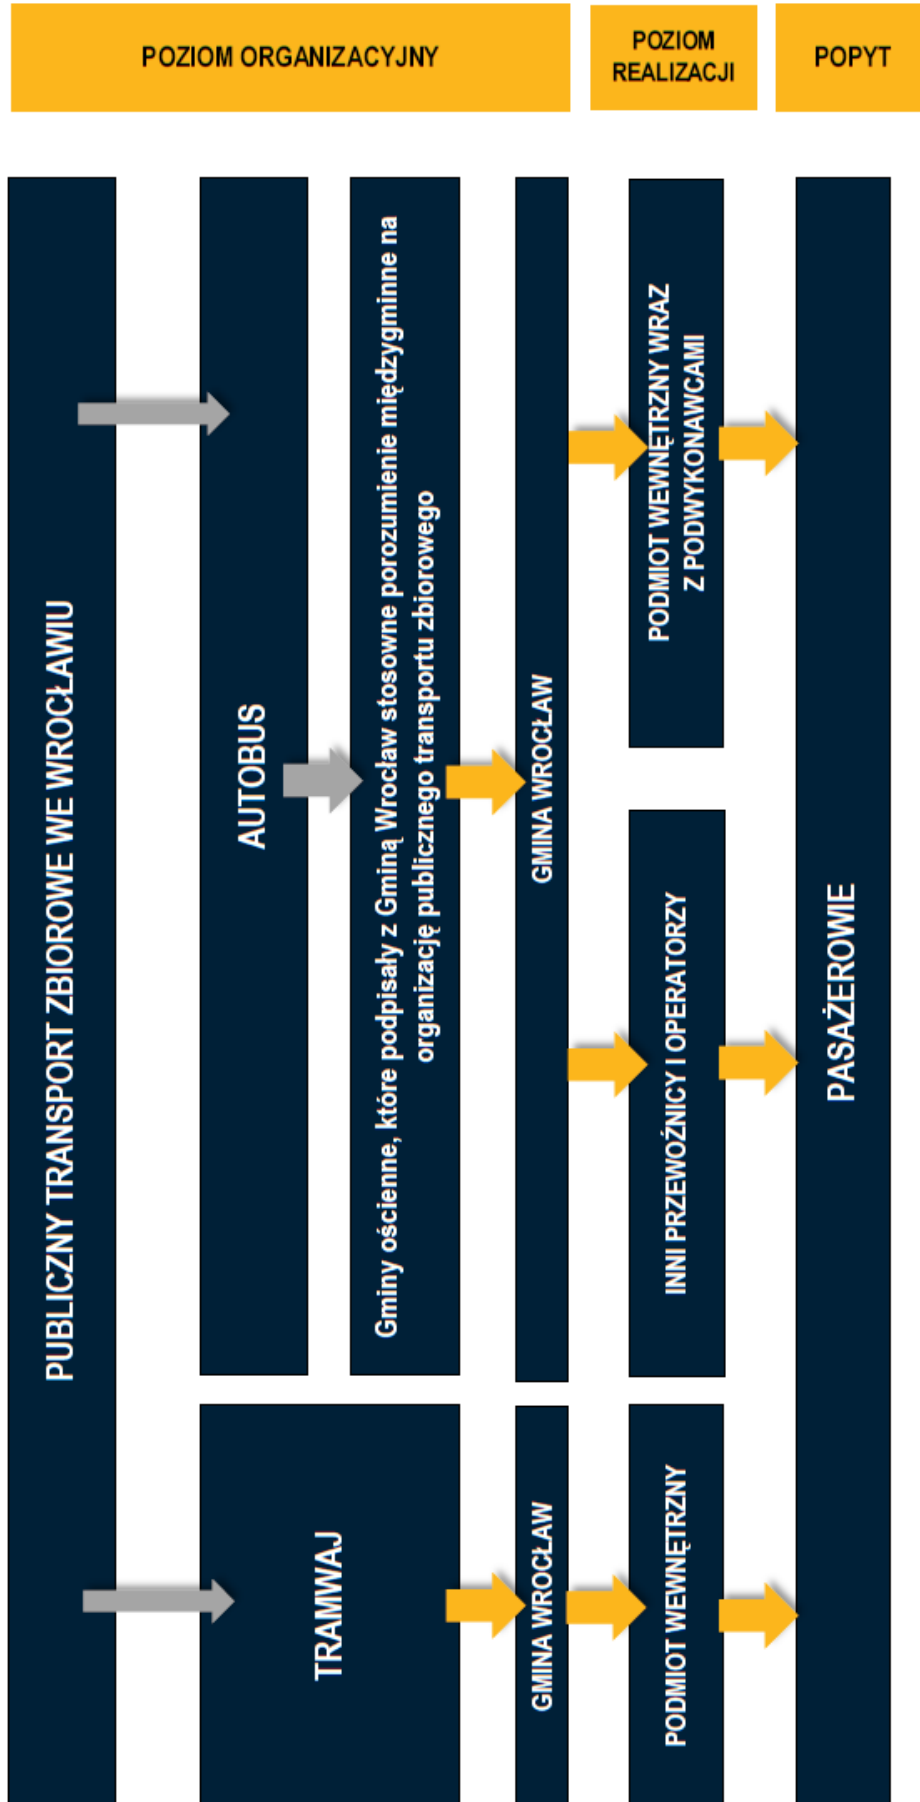 POZIOM ORGANIZACYJNY
POZIOM
REALIZACJI
POPYT
PUBLICZNY TRANSPORT ZBIOROWE WE WROCŁAWIU
TRAMWAJ
AUTOBUS
Gminy ościenne, które podpisały z Gminą Wrocław stosowne porozumienie międzygminne na
organizację publicznego transportu zbiorowego
GMINA WROCŁAW
GMINA WROCŁAW
PODMIOT WEWNĘTRZNY
INNI PRZEWOŹNICY I OPERATORZY
PODMIOT WEWNĘTRZNY WRAZ
Z PODWYKONAWCAMI
PASAŻEROWIE